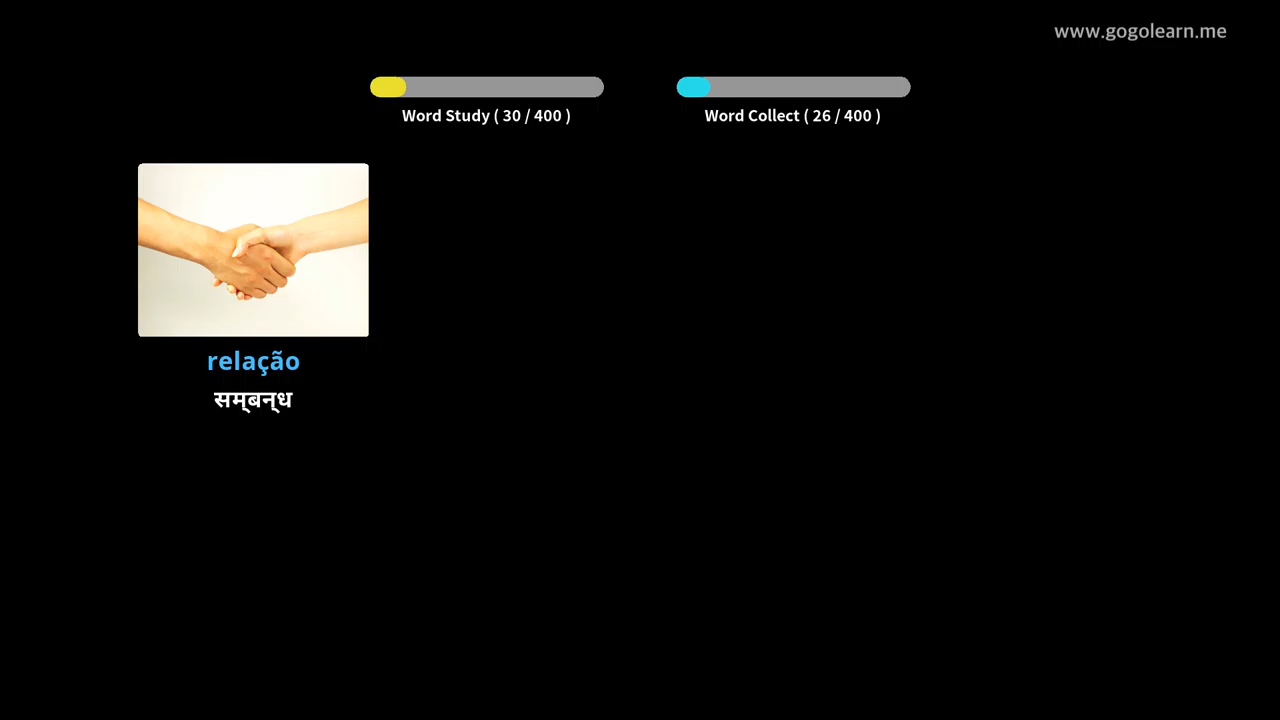 www.gogolearn.me
Word Study ( 30 / 400 )
Word Collect ( 26 / 400 )
relação
सम्बन्ध